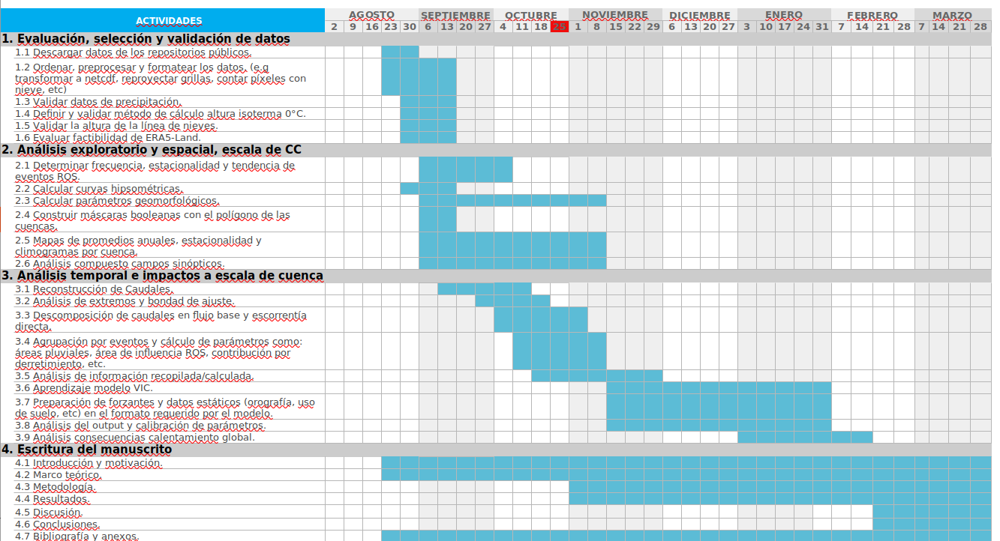 ACTIVIDADES
AGOSTO SEPTIEMBRE OCTUBRE NOVIEMBRE DICIEMBRE ENERO FEBRERO MARZO
2 9 16 23 30 6 13 20 27 4 11 18 25 1 8 15 22 29 6 13 20 27 3 10 17 24 31 7 14 21 28 7 14 21 28
1. Evaluación, selección y validación de datos
1.1 Descargar datos de los repositorios públicos.
1.2 Ordenar, preprocesar y formatear los datos. (e.g
transformar a netcdf, reproyectar grillas, contar píxeles con
nieve, etc)
1.3 Validar datos de precipitación.
1.4 Definir y validar método de cálculo altura isoterma 0°C.
1.5 Validar la altura de la línea de nieves.
1.6 Evaluar factibilidad de ERA5-Land.
2. Análisis exploratorio y espacial, escala de CC
2.1 Determinar frecuencia, estacionalidad y tendencia de
eventos ROS.
2.2 Calcular curvas hipsométricas.
2.3 Calcular parámetros geomorfológicos.
2.4 Construir máscaras booleanas con el polígono de las
cuencas.
2.5 Mapas de promedios anuales, estacionalidad y
climogramas por cuenca.
2.6 Análisis compuesto campos sinópticos.
3. Análisis temporal e impactos a escala de cuenca
3.1 Reconstrucción de Caudales.
3.2 Análisis de extremos y bondad de ajuste.
3.3 Descomposición de caudales en flujo base y escorrentía
directa.
3.4 Agrupación por eventos y cálculo de parámetros como:
áreas pluviales, área de influencia ROS, contribución por
derretimiento, etc.
3.5 Análisis de información recopilada/calculada.
3.6 Aprendizaje modelo VIC.
3.7 Preparación de forzantes y datos estáticos (orografía, uso
de suelo, etc) en el formato requerido por el modelo.
3.8 Análisis del output y calibración de parámetros.
3.9 Análisis consecuencias calentamiento global.
4. Escritura del manuscrito
4.1 Introducción y motivación.
4.2 Marco teórico.
4.3 Metodología.
4.4 Resultados.
4.5 Discusión.
4.6 Conclusiones.
4.7 Bibliografía y anexos.